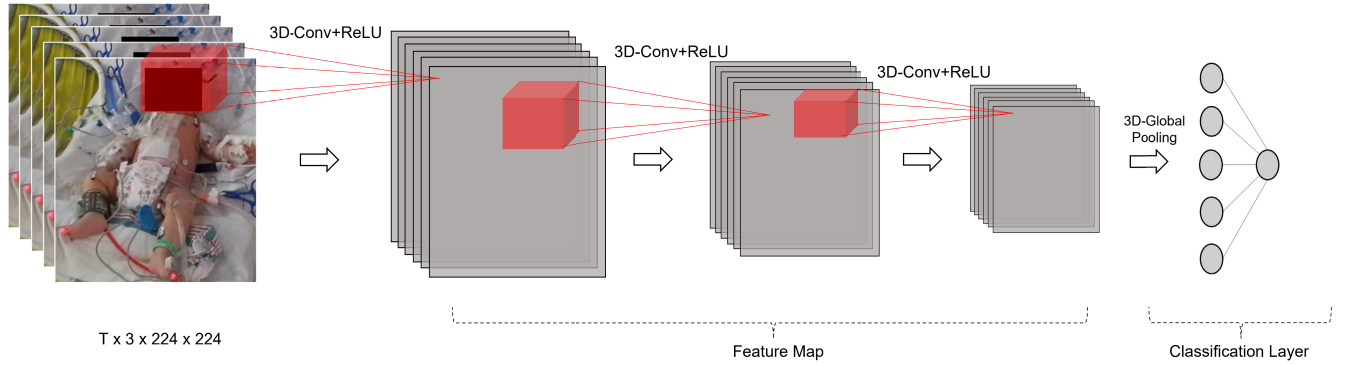 3D-Conv+ReLU
3D-Conv+ReLU
3D-Conv+ReLU
3D-Global
Pooling
T x 3 x 224 x 224
Feature Map
Classification Layer